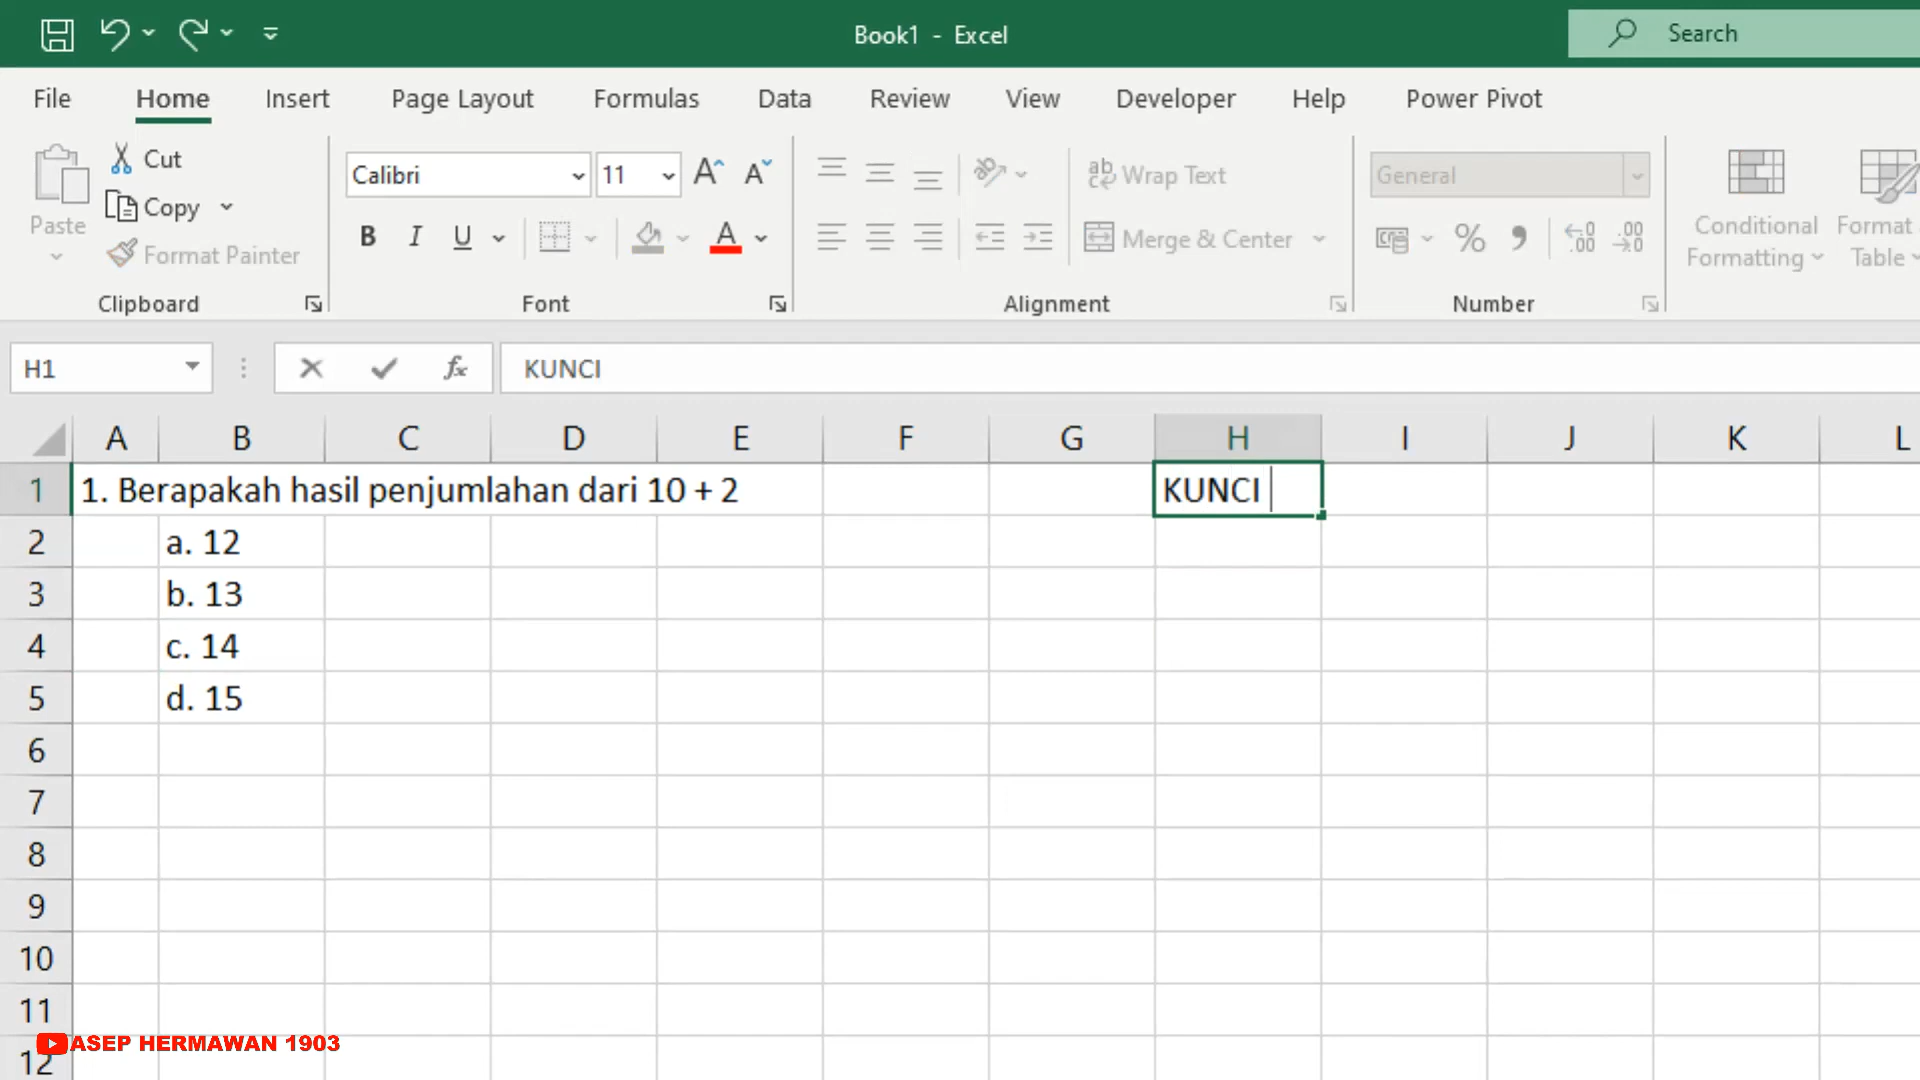 Book1 - Excel
Search
File Home Insert Page Layout Formulas Data Review View Developer Help Power Pivot
Paste
Cut
Copy
Format Painter
Clipboard
Calibri 11
B I U
Font
Wrap Text
Merge & Center
Alignment
General
Number
Conditional
Formatting
Format
Table
H1
fx
KUNCI
A B C D E F G H I J K L
1 1. Berapakah hasil penjumlahan dari 10 + 2 KUNCI
2 a. 12
3 b. 13
4 c. 14
5 d. 15
6
7
8
9
10
11
ASEP HERMAWAN 1903
12